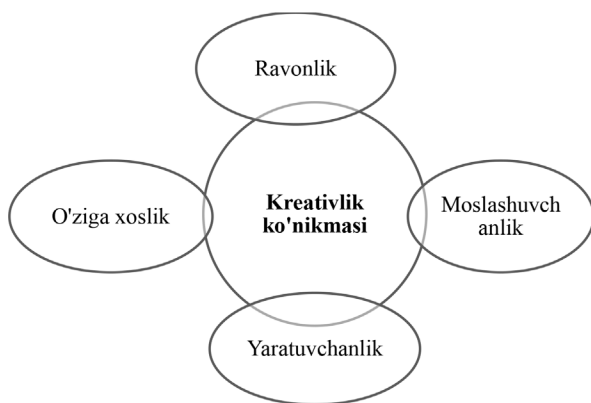 Ravonlik
O'ziga xoslik
Kreativlik
ko'nikmasi
Moslashuvch
anlik
Yaratuvchanlik